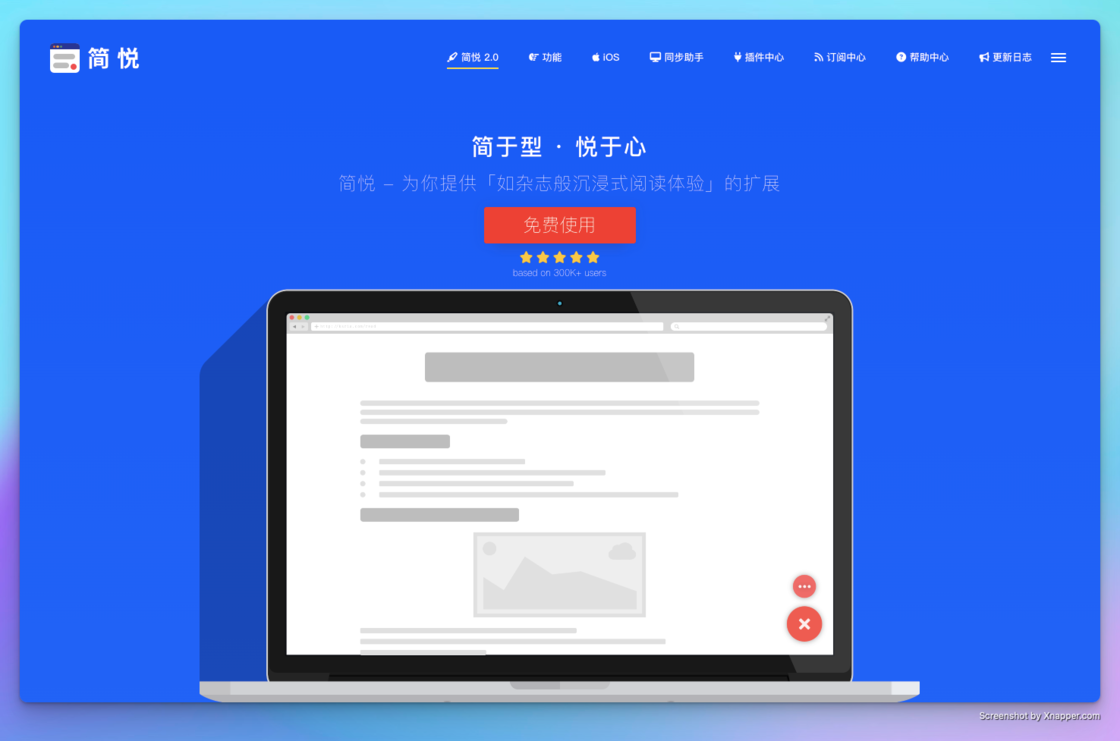 简 悦
简悦 2.0
功能
iOS
同步助手
插件中心
订阅中心
帮助中心
更新日志
简于型 · 悦于心
简悦 – 为你提供「如杂志般沉浸式阅读体验」的扩展
免费使用
based on 300K+ users
Screenshot by Xnapper.com